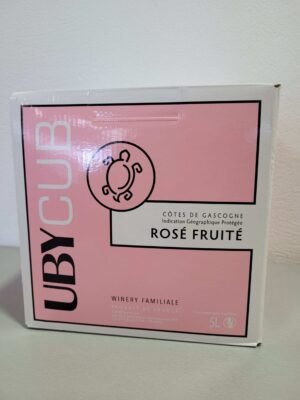 UBYCUB
CÔTES DE GASCOGNE
Indication Géographique Protégée
ROSÉ FRUITÉ
WINERY FAMILIALE
5L